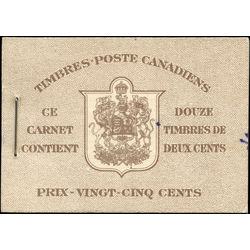 TIMBRES-POSTE CANADIENS
CE DOUZE
CARNET TIMBRES DE
CONTIENT DEUX CENTS
PRIX-VINGT-CINQ CENTS